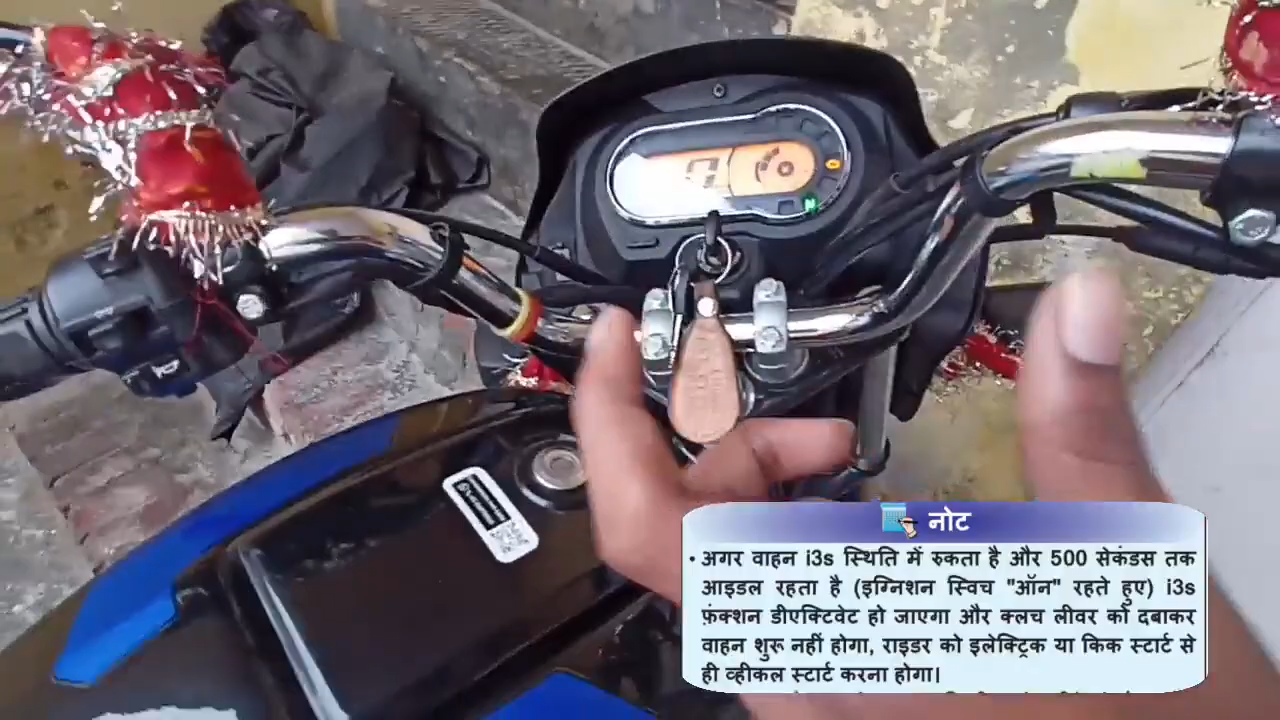 N
नोट
• अगर वाहन i3s स्थिति में रुकता है और 500 सेकंडस तक
आइडल रहता है (इग्निशन स्विच "ऑन" रहते हुए) i3s
फ़ंक्शन डीएक्टिवेट हो जाएगा और क्लच लीवर को दबाकर
वाहन शुरू नहीं होगा, राइडर को इलेक्ट्रिक या किक स्टार्ट से
ही व्हीकल स्टार्ट करना होगा।